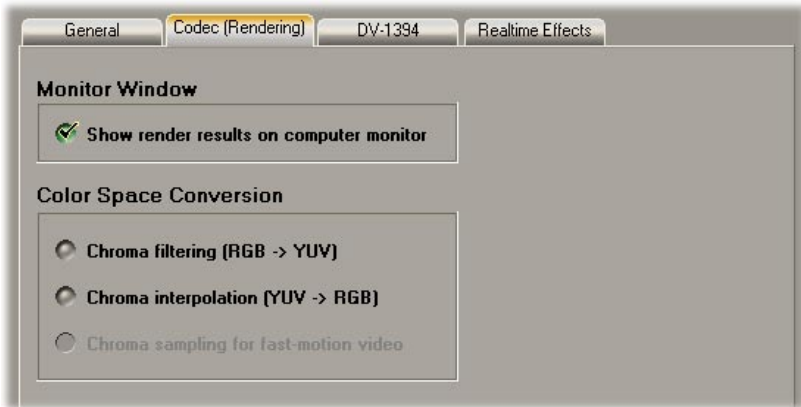 General
Codec (Rendering)
DV-1394
Realtime Effects
Monitor Window
Show render results on computer monitor
Color Space Conversion
Chroma filtering (RGB -> YUV)
Chroma interpolation (YUV -> RGB)
Chroma sampling for fast-motion video